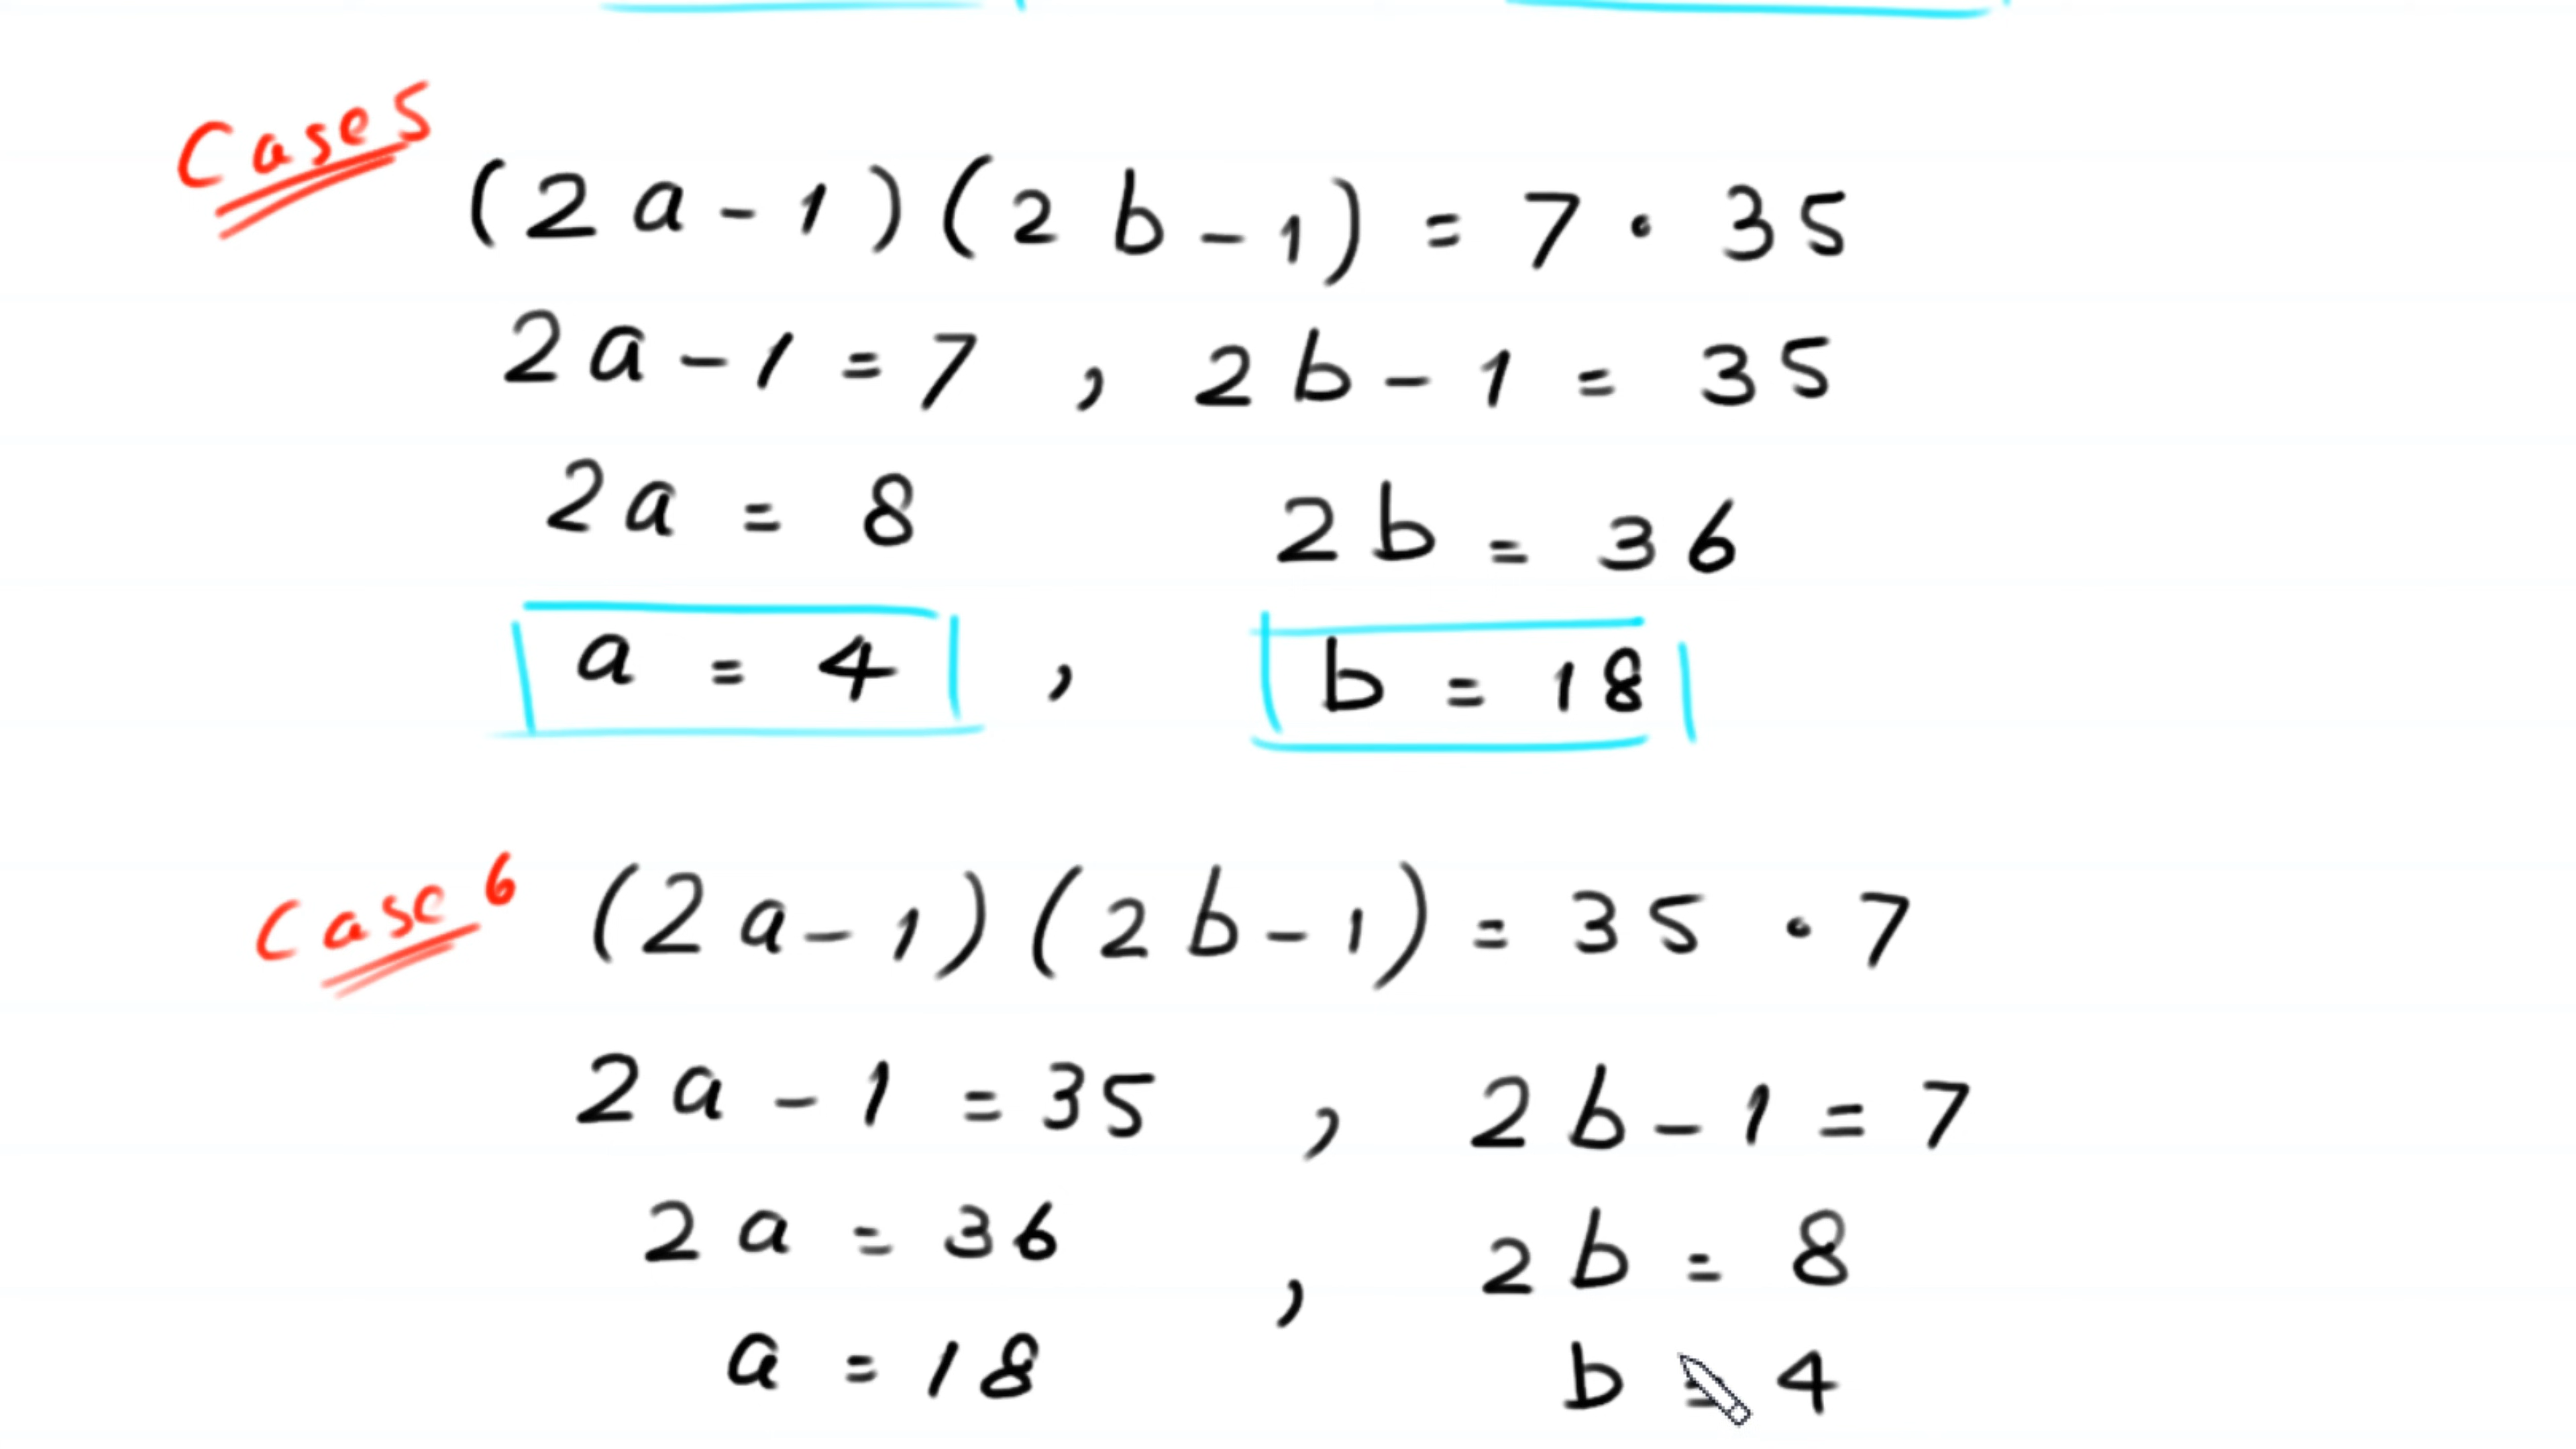 Case 5
(2a-1)(2b-1) = 7 · 35
2a-1 = 7 , 2b-1 = 35
2a = 8 2b = 36
a = 4 , b = 18
Case 6 (2a-1)(2b-1) = 35 · 7
2a-1 = 35 , 2b-1 = 7
2a = 36 , 2b = 8
a = 18 b = 4